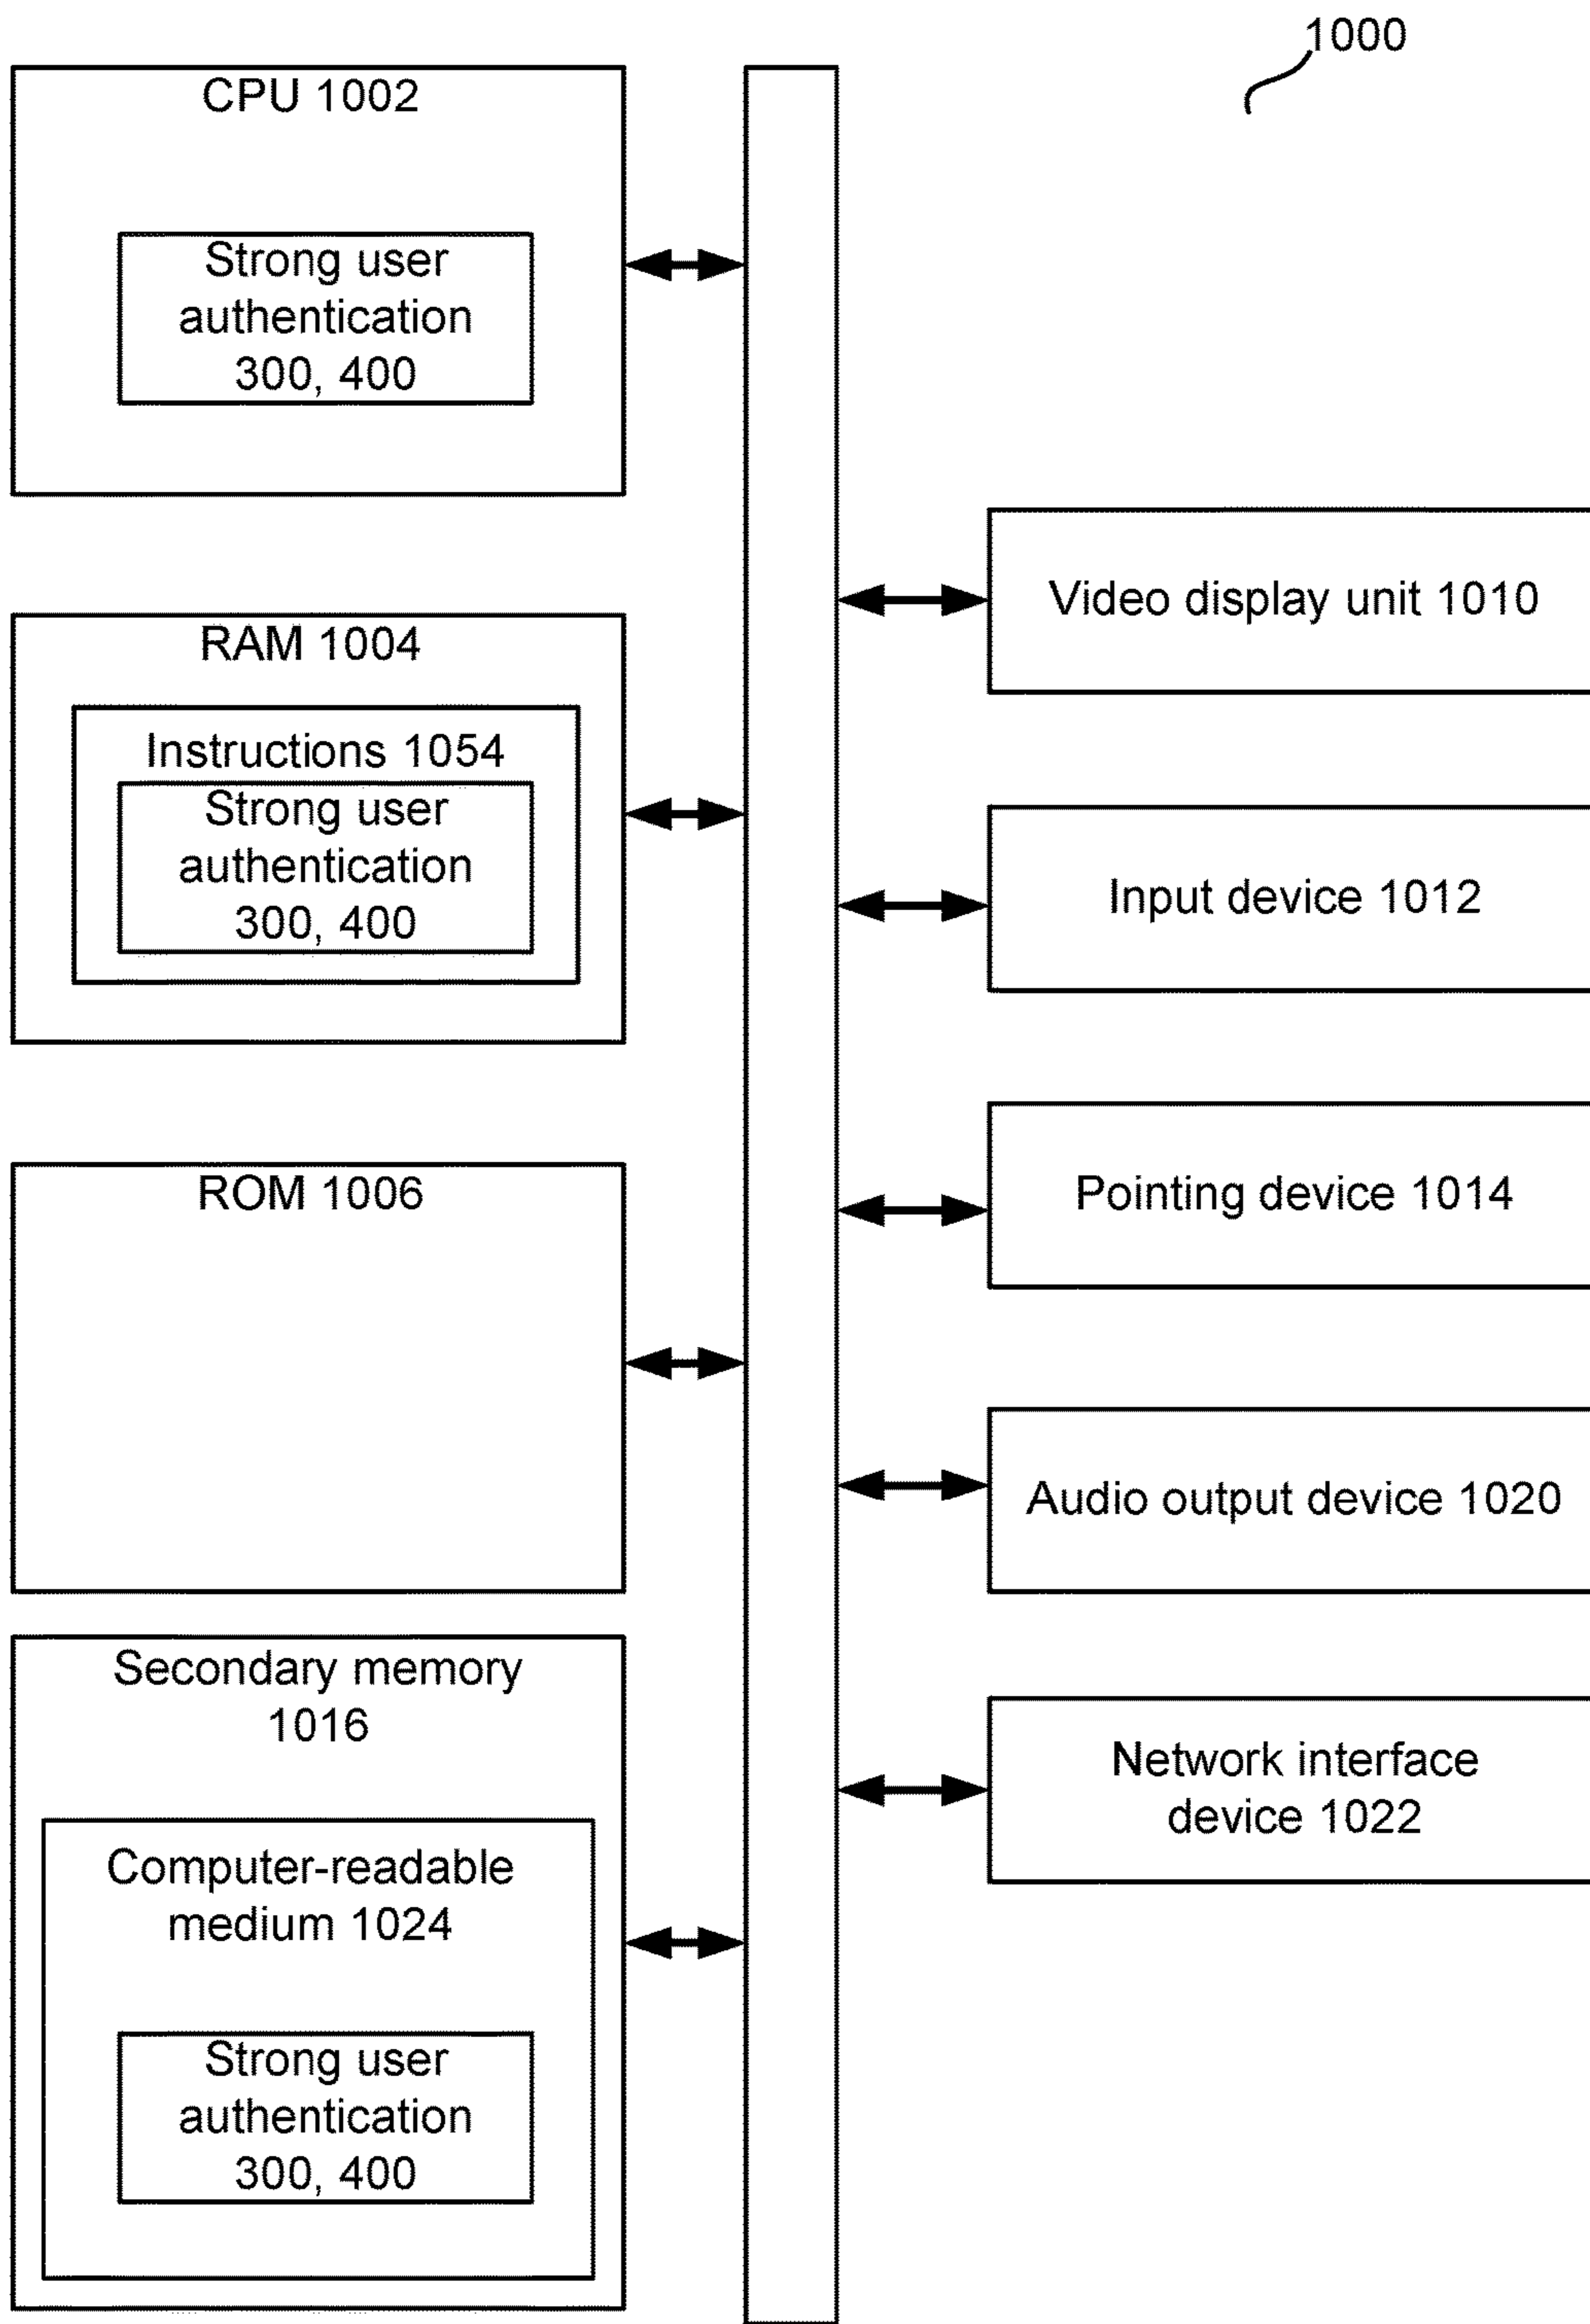 1000
CPU 1002
Strong user
authentication
300, 400
RAM 1004
Instructions 1054
Strong user
authentication
300, 400
ROM 1006
Secondary memory
1016
Computer-readable
medium 1024
Strong user
authentication
300, 400
Video display unit 1010
Input device 1012
Pointing device 1014
Audio output device 1020
Network interface
device 1022